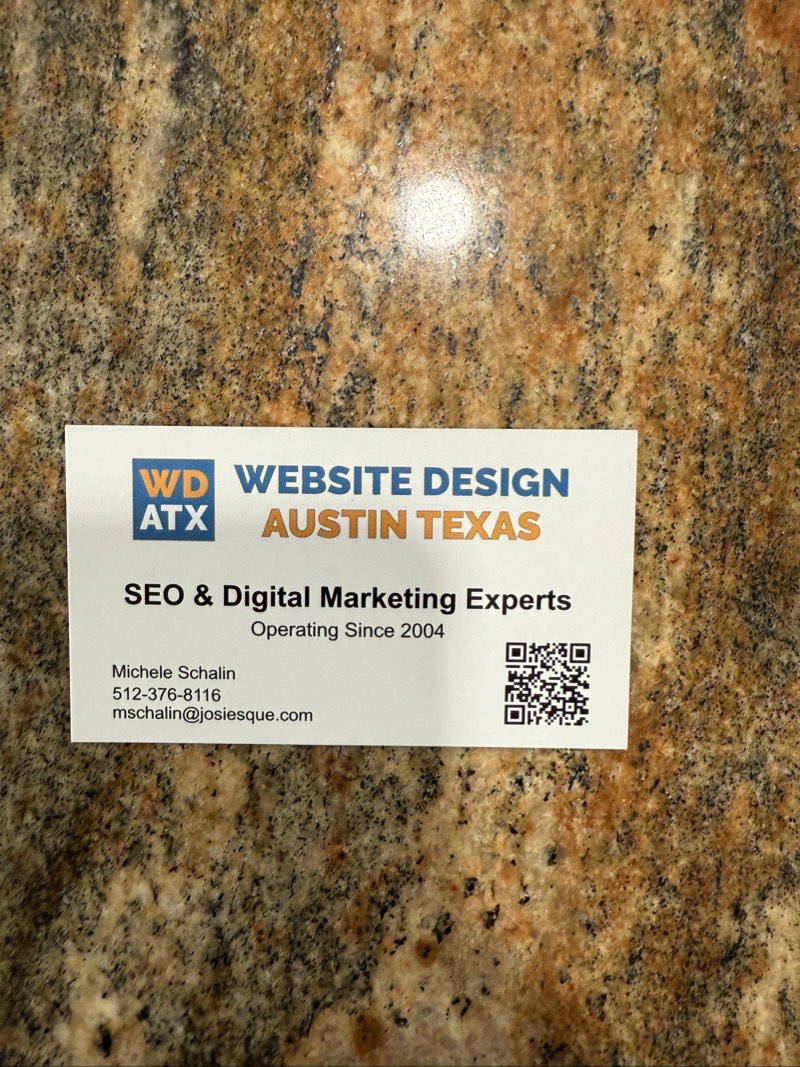 WD
ATX
WEBSITE DESIGN
AUSTIN TEXAS
SEO & Digital Marketing Experts
Operating Since 2004
Michele Schalin
512-376-8116
mschalin@josiesque.com